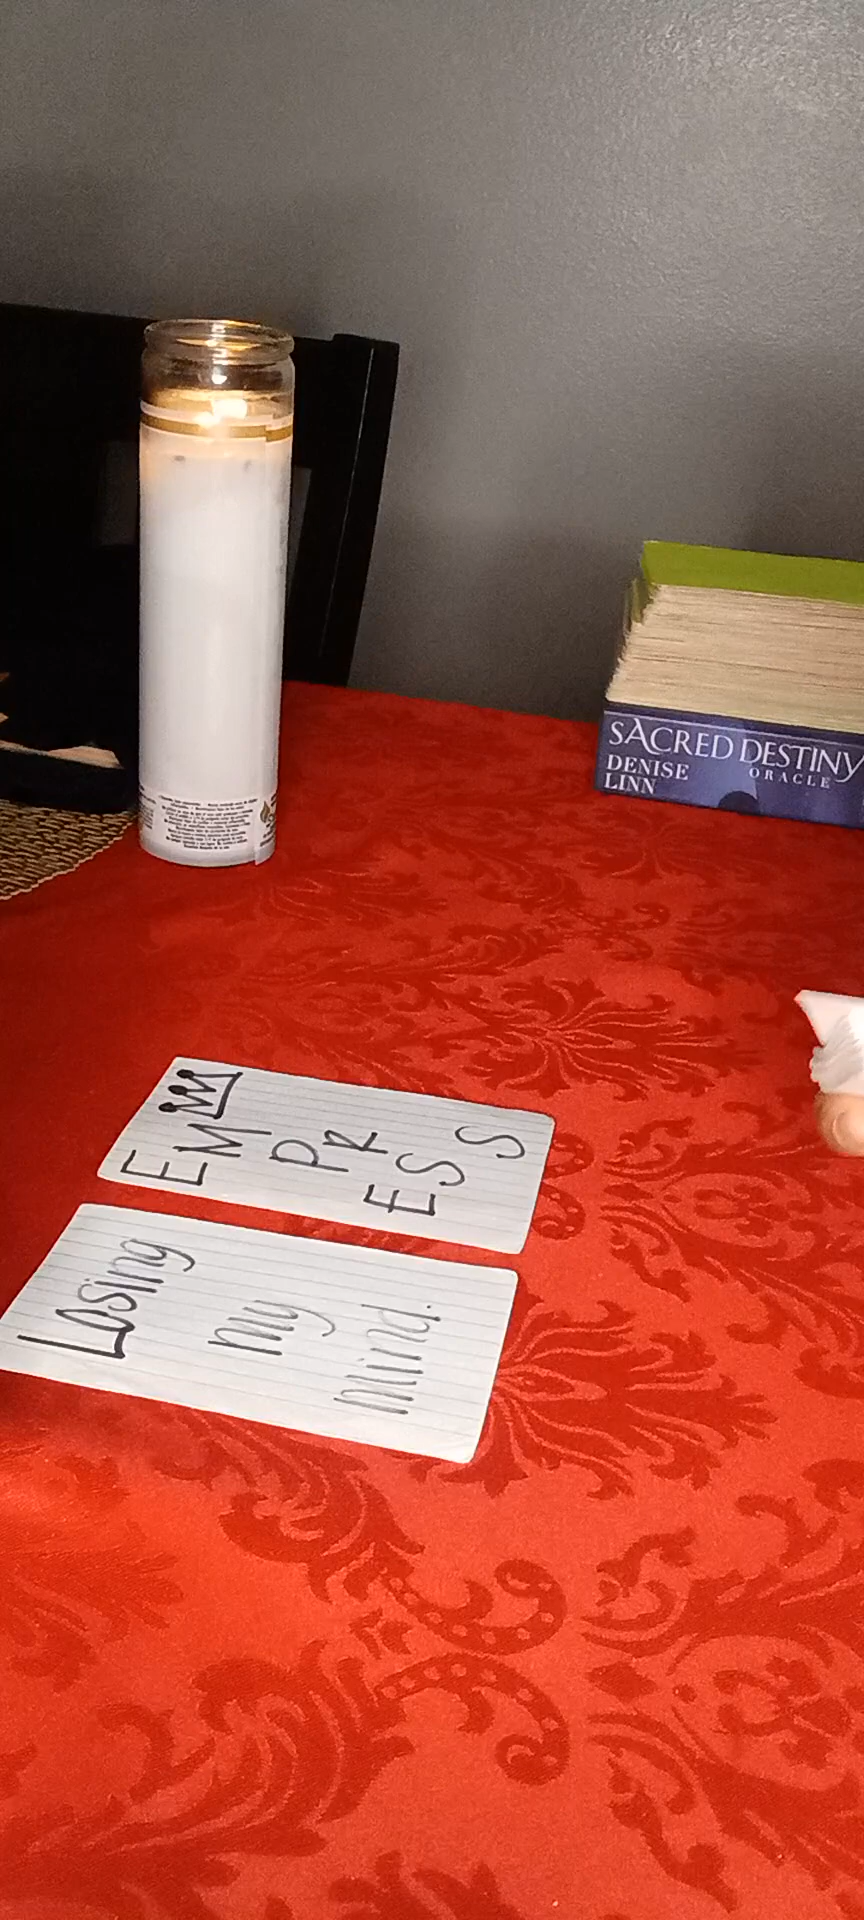 SACRED DESTINY
ORACLE
DENISE
LINN
EM
PR
ESS
Losing
my
mind.